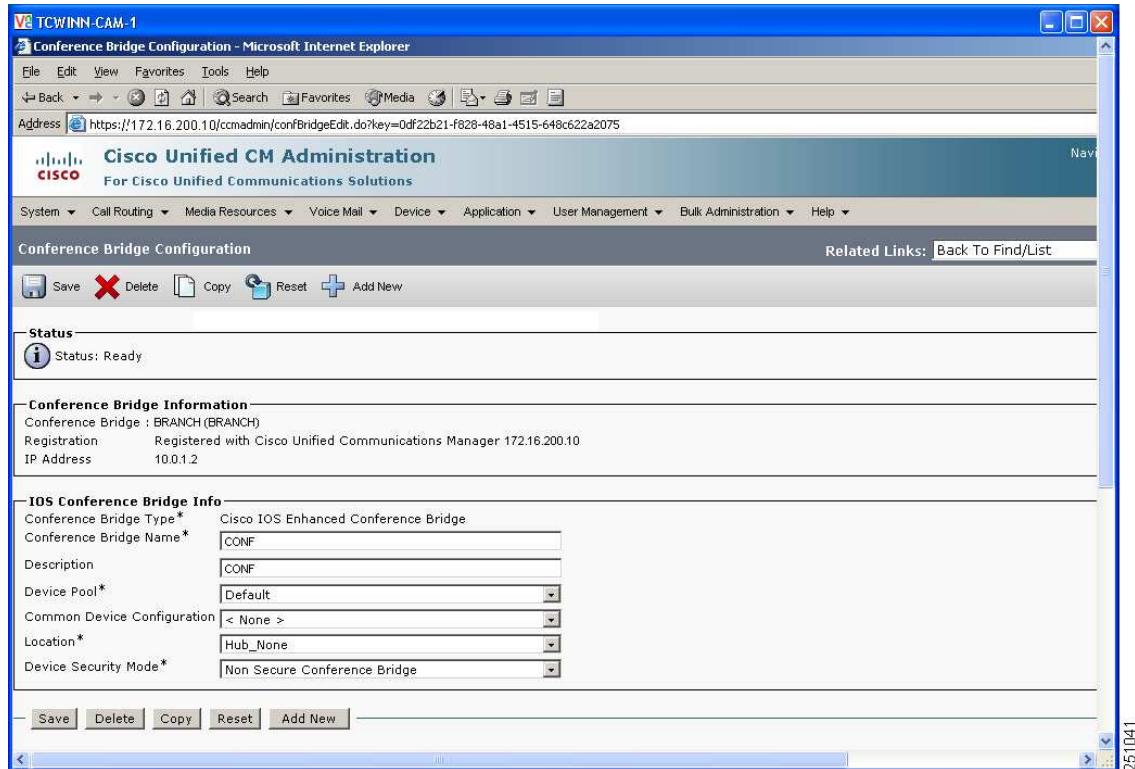 TCWINN-CAM-1
Conference Bridge Configuration - Microsoft Internet Explorer
File Edit View Favorites Tools Help
Back Search Favorites Media
Address https://172.16.200.10/ccmadmin/confBridgeEdit.do?key=0df22b21-f828-48a1-4515-648c622a2075
CISCO
Cisco Unified CM Administration
For Cisco Unified Communications Solutions
Navi
System Call Routing Media Resources Voice Mail Device Application User Management Bulk Administration Help
Conference Bridge Configuration Related Links: Back To Find/List
Save Delete Copy Reset Add New
Status
Status: Ready
Conference Bridge Information
Conference Bridge : BRANCH (BRANCH)
Registration Registered with Cisco Unified Communications Manager 172.16.200.10
IP Address 10.0.1.2
IOS Conference Bridge Info
Conference Bridge Type* Cisco IOS Enhanced Conference Bridge
Conference Bridge Name* CONF
Description CONF
Device Pool* Default
Common Device Configuration < None >
Location* Hub_None
Device Security Mode* Non Secure Conference Bridge
Save Delete Copy Reset Add New
251041